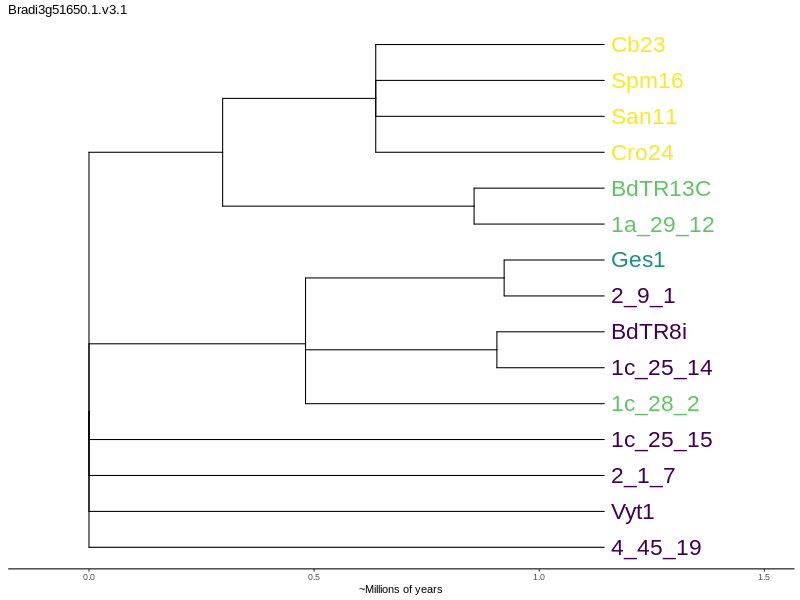 Bradi3g51650.1.v3.1
Cb23
Spm16
San11
Cro24
BdTR13C
1a_29_12
Ges1
2_9_1
BdTR8i
1c_25_14
1c_28_2
1c_25_15
2_1_7
Vyt1
4_45_19
0.0 0.5 1.0 1.5
~Millions of years